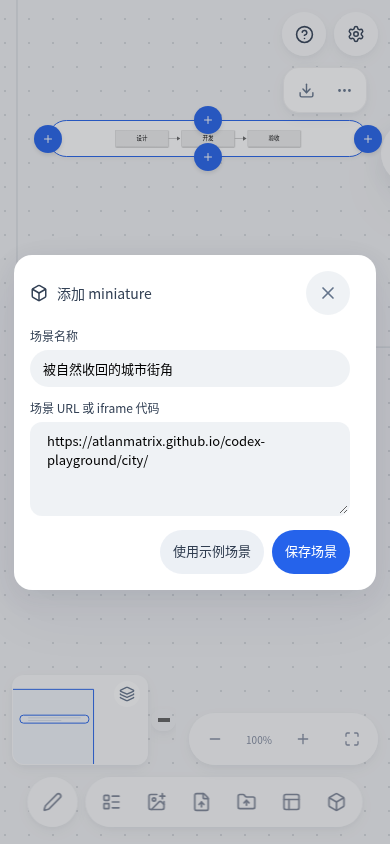 设计
开发
验收
添加 miniature
场景名称
被自然收回的城市街角
场景 URL 或 iframe 代码
https://atlanmatrix.github.io/codex-
playground/city/
使用示例场景
保存场景
100%